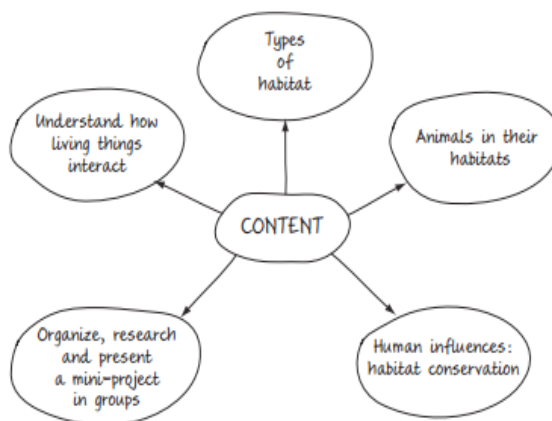 Types
of
habitat
Understand how
living things
interact
Animals in their
habitats
CONTENT
Organize, research
and present
a mini-project
in groups
Human influences:
habitat conservation